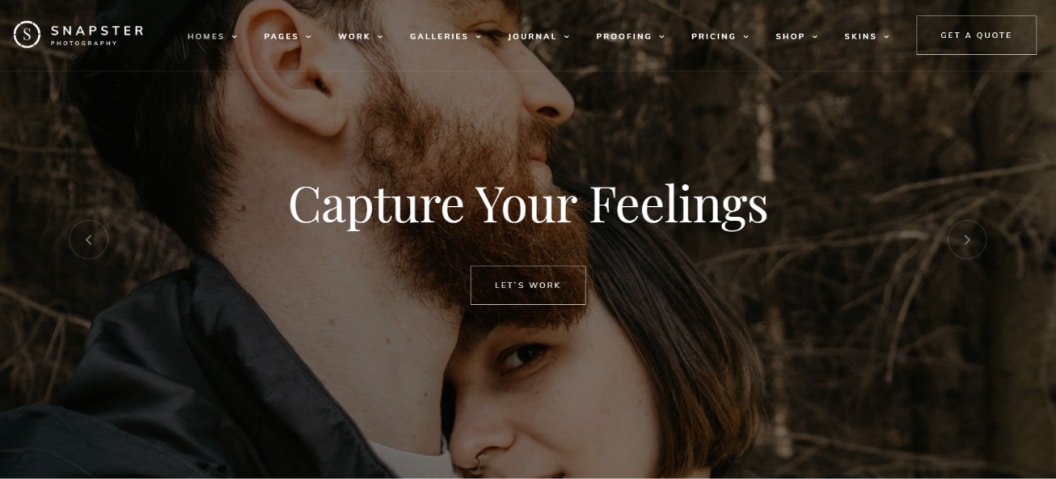 S SNAPSTER
PHOTOGRAPHY
HOMES PAGES WORK GALLERIES JOURNAL PROOFING PRICING SHOP SKINS GET A QUOTE
Capture Your Feelings
LET'S WORK